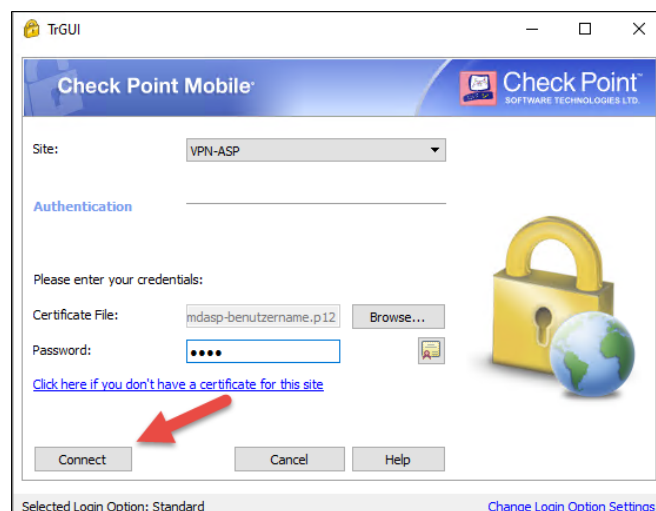 TrGUI
Check Point Mobile
Check Point
SOFTWARE TECHNOLOGIES LTD.
Site: VPN-ASP
Authentication
Please enter your credentials:
Certificate File: mdasp-benutzername.p12 Browse...
Password: ••••
Click here if you don't have a certificate for this site
Connect Cancel Help
Selected Login Option: Standard Change Login Option Settings